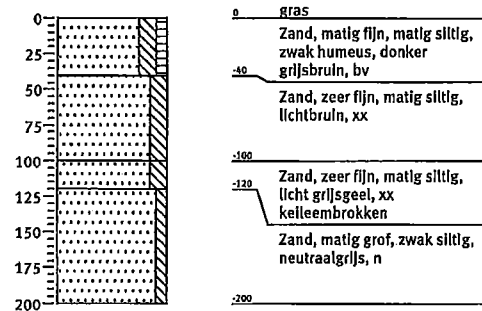 0
25
50
75
100
125
150
175
200
0
gras
Zand, matig fijn, matig siltig,
zwak humeus, donker
grijsbruin, bv
-40
Zand, zeer fijn, matig siltig,
lichtbruin, xx
-100
Zand, zeer fijn, matig siltig,
licht grijsgeel, xx
keileembrokken
-120
Zand, matig grof, zwak siltig,
neutraalgrijs, n
-200